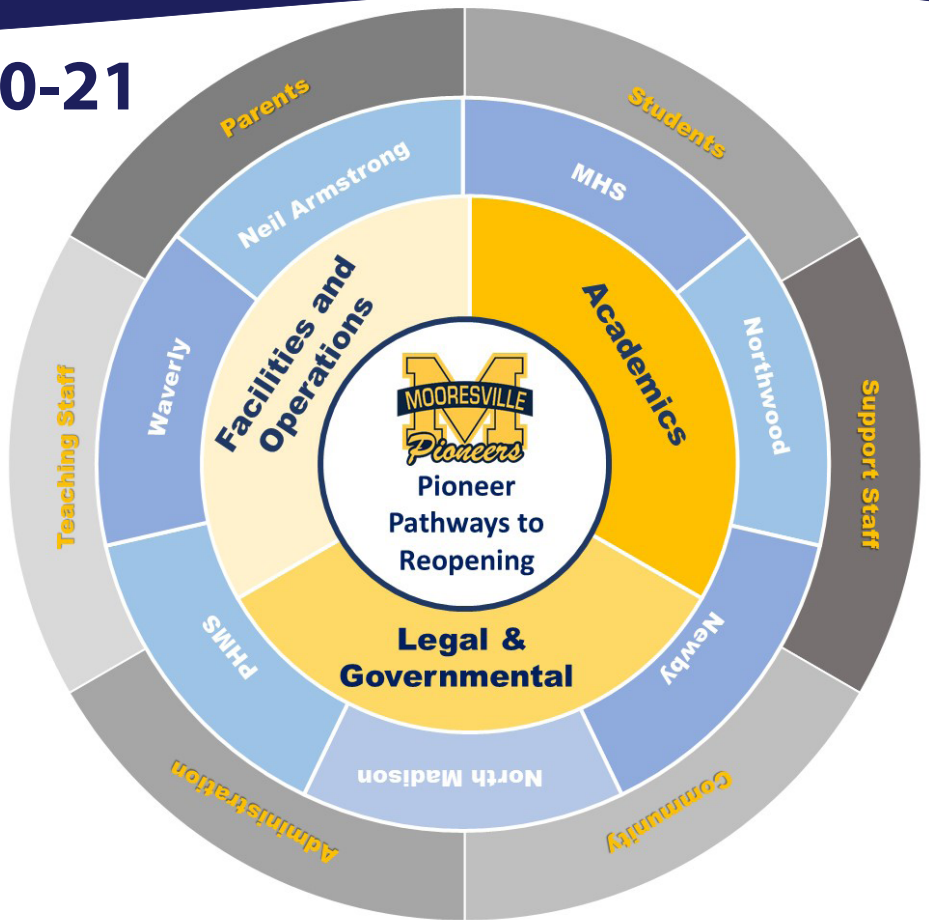 0-21
Parents
Students
Support Staff
Community
Administration
Teaching Staff
Neil Armstrong
MHS
Northwood
Newby
North Madison
PHMS
Waverly
Facilities and
Operations
Academics
Legal &
Governmental
MOORESVILLE
Pioneers
Pioneer
Pathways to
Reopening